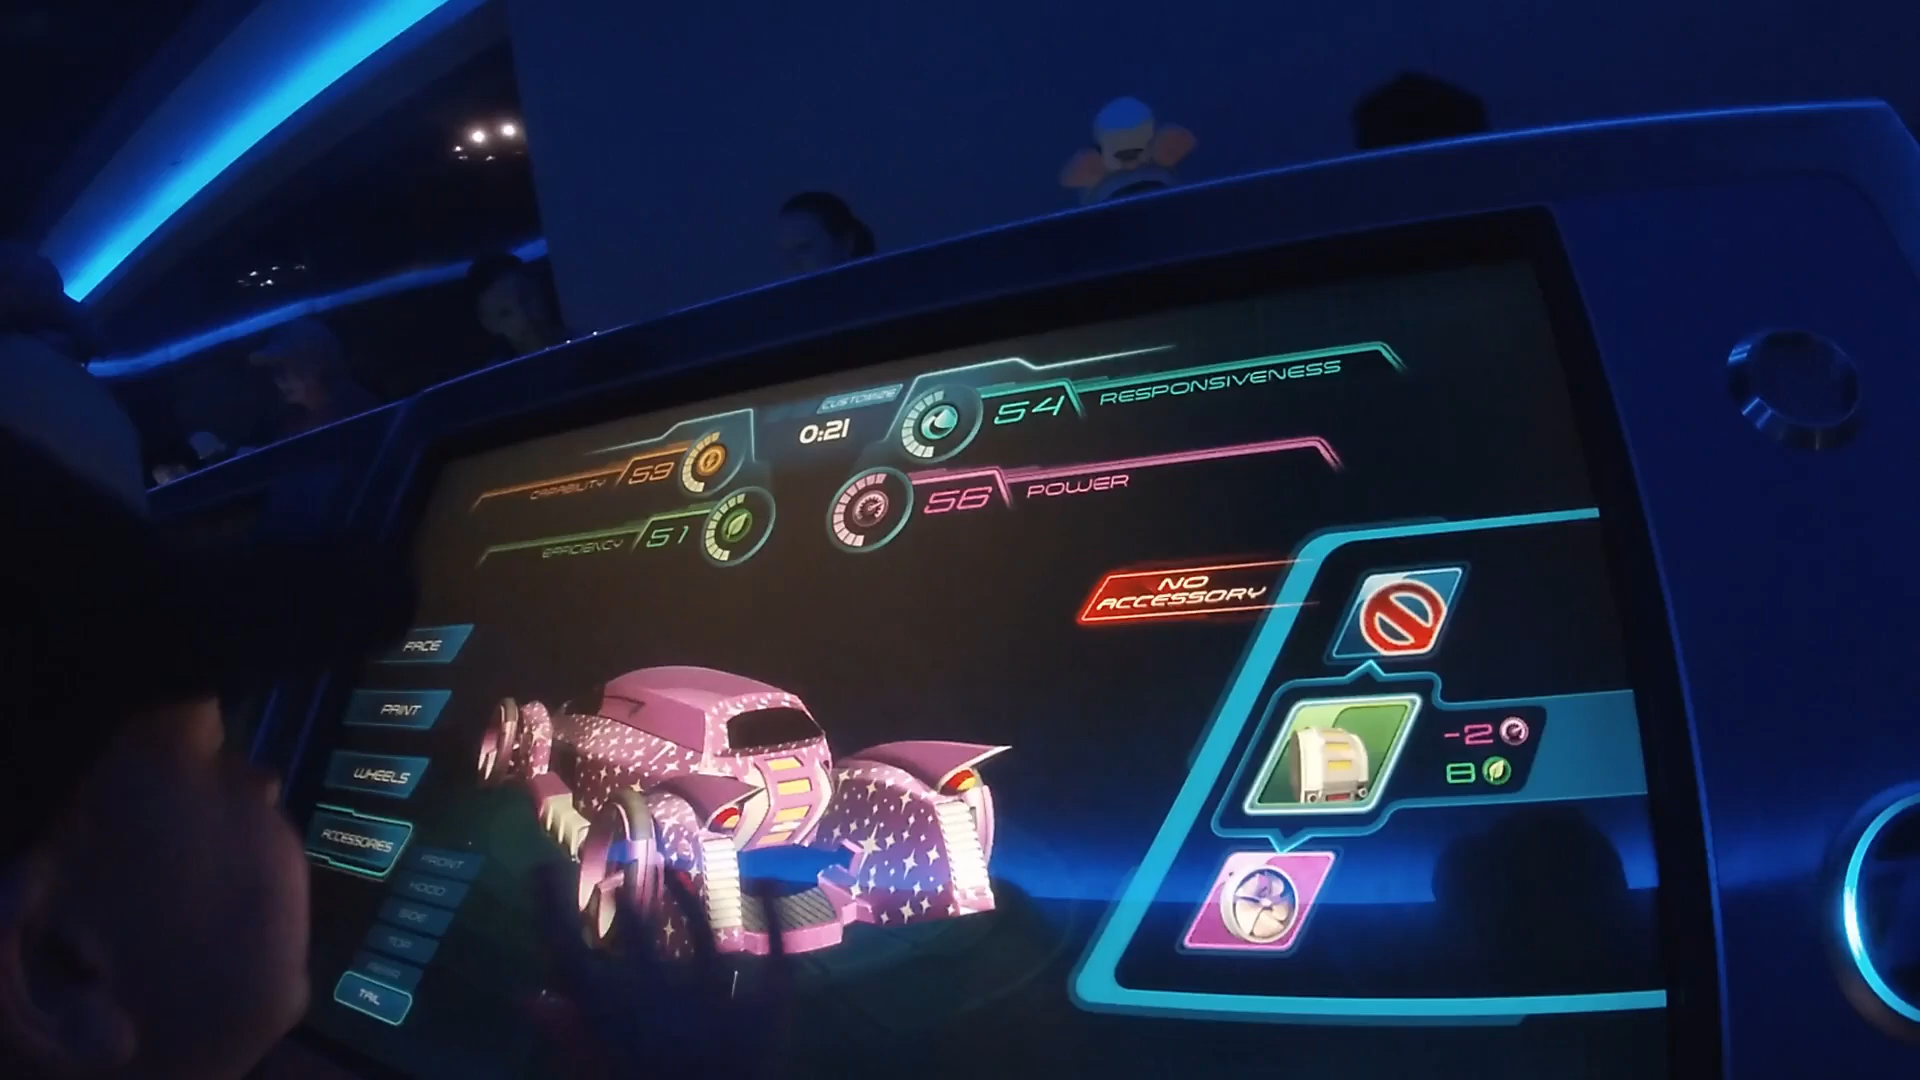 CUSTOMIZE
0:21
54 RESPONSIVENESS
CAPABILITY 59
56 POWER
EFFICIENCY 51
NO
ACCESSORY
FACE
PAINT
-2
8
WHEELS
ACCESSORIES
FRONT
HOOD
SIDE
TOP
TAIL